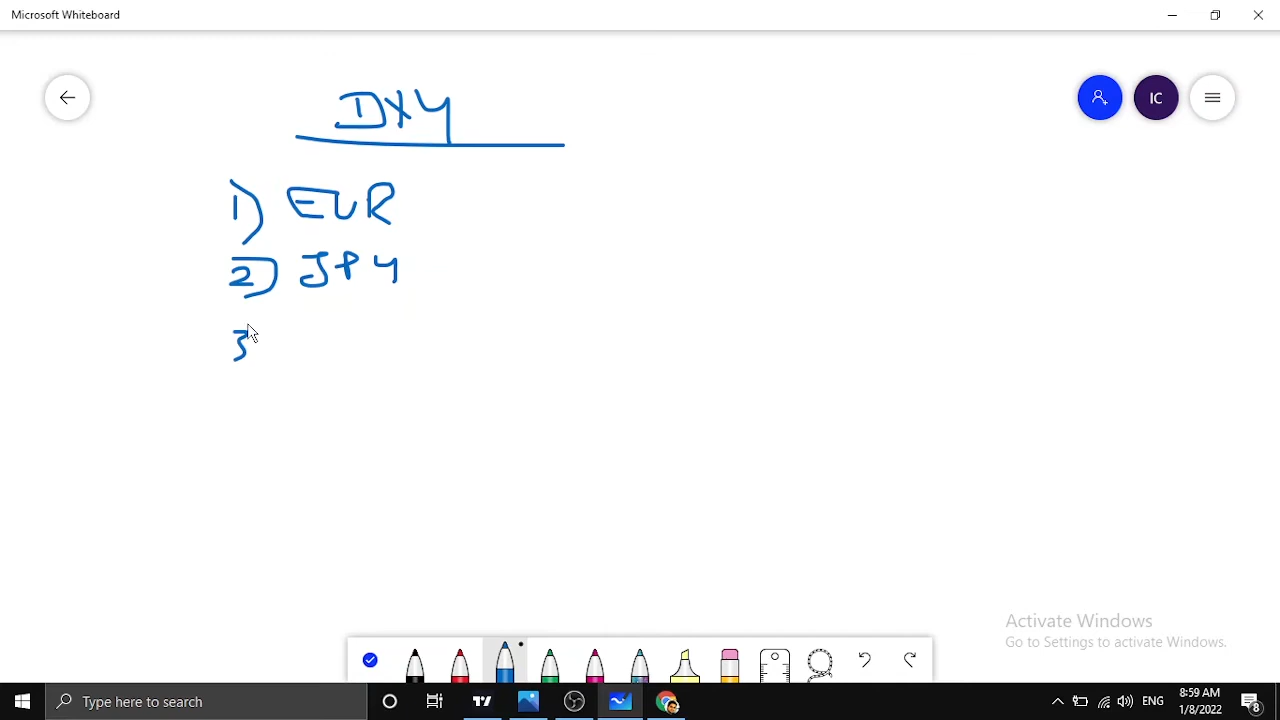 Microsoft Whiteboard
IC
DXY
1) EUR
2) JPY
3
Activate Windows
Go to Settings to activate Windows.
Type here to search
ENG
8:59 AM
1/8/2022
8